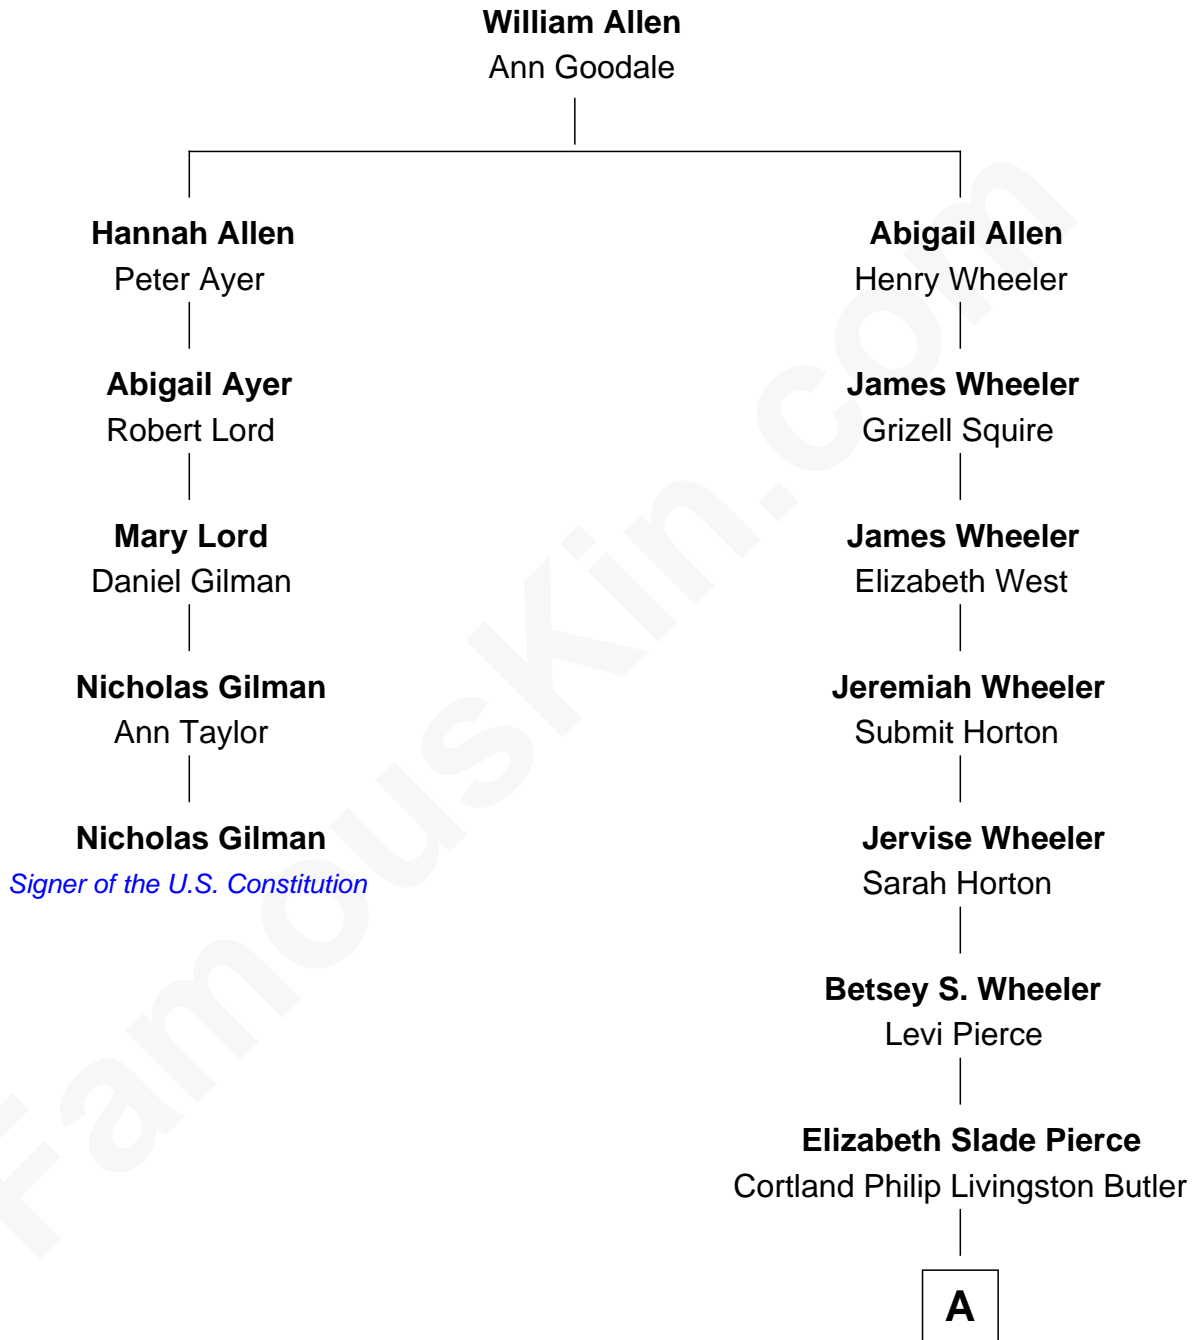 William Allen
Ann Goodale
Hannah Allen
Peter Ayer
Abigail Ayer
Robert Lord
Mary Lord
Daniel Gilman
Nicholas Gilman
Ann Taylor
Nicholas Gilman
Signer of the U.S. Constitution
Abigail Allen
Henry Wheeler
James Wheeler
Grizell Squire
James Wheeler
Elizabeth West
Jeremiah Wheeler
Submit Horton
Jervise Wheeler
Sarah Horton
Betsey S. Wheeler
Levi Pierce
Elizabeth Slade Pierce
Cortland Philip Livingston Butler
A
FamousKin.com